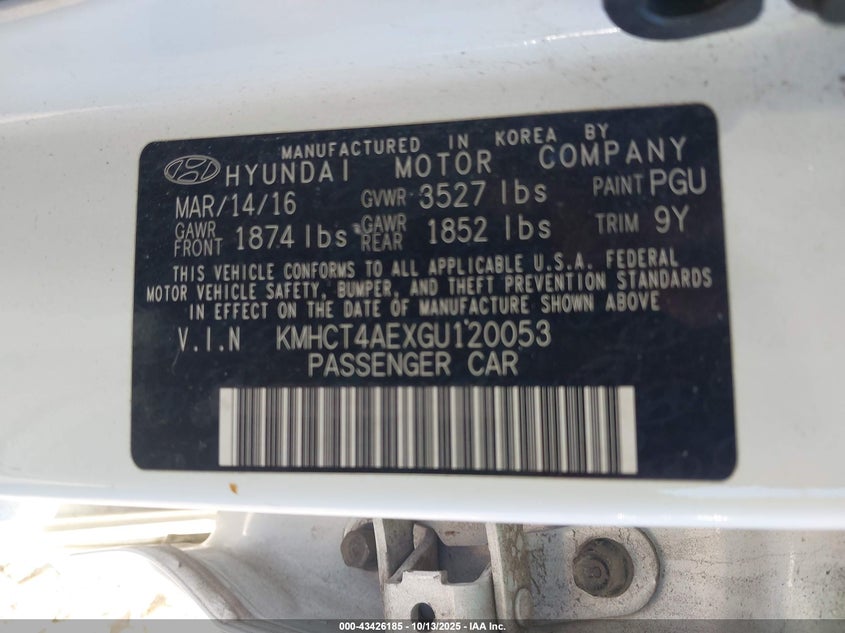 MANUFACTURED IN KOREA BY
HYUNDAI MOTOR COMPANY
MAR/14/16 GVWR 3527 lbs PAINT PGU
GAWR FRONT 1874 lbs GAWR REAR 1852 lbs TRIM 9Y
THIS VEHICLE CONFORMS TO ALL APPLICABLE U.S.A. FEDERAL
MOTOR VEHICLE SAFETY, BUMPER, AND THEFT PREVENTION STANDARDS
IN EFFECT ON THE DATE OF MANUFACTURE SHOWN ABOVE
V.I.N KMHCT4AEXGU120053
PASSENGER CAR
000-43426185 - 10/13/2025 - IAA Inc.